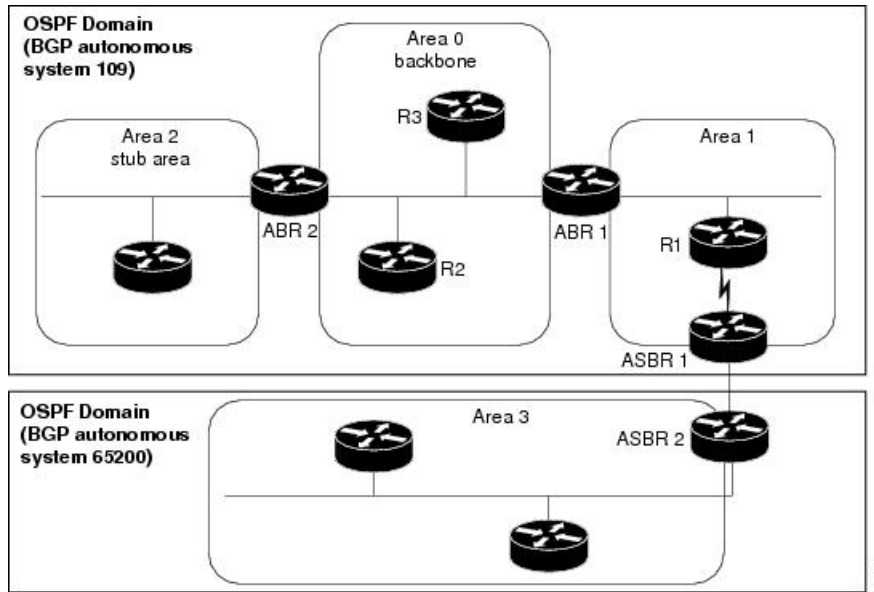 OSPF Domain
(BGP autonomous
system 109)
Area 0
backbone
R3
Area 2
stub area
Area 1
ABR 2
ABR 1
R1
R2
ASBR 1
OSPF Domain
(BGP autonomous
system 65200)
Area 3
ASBR 2